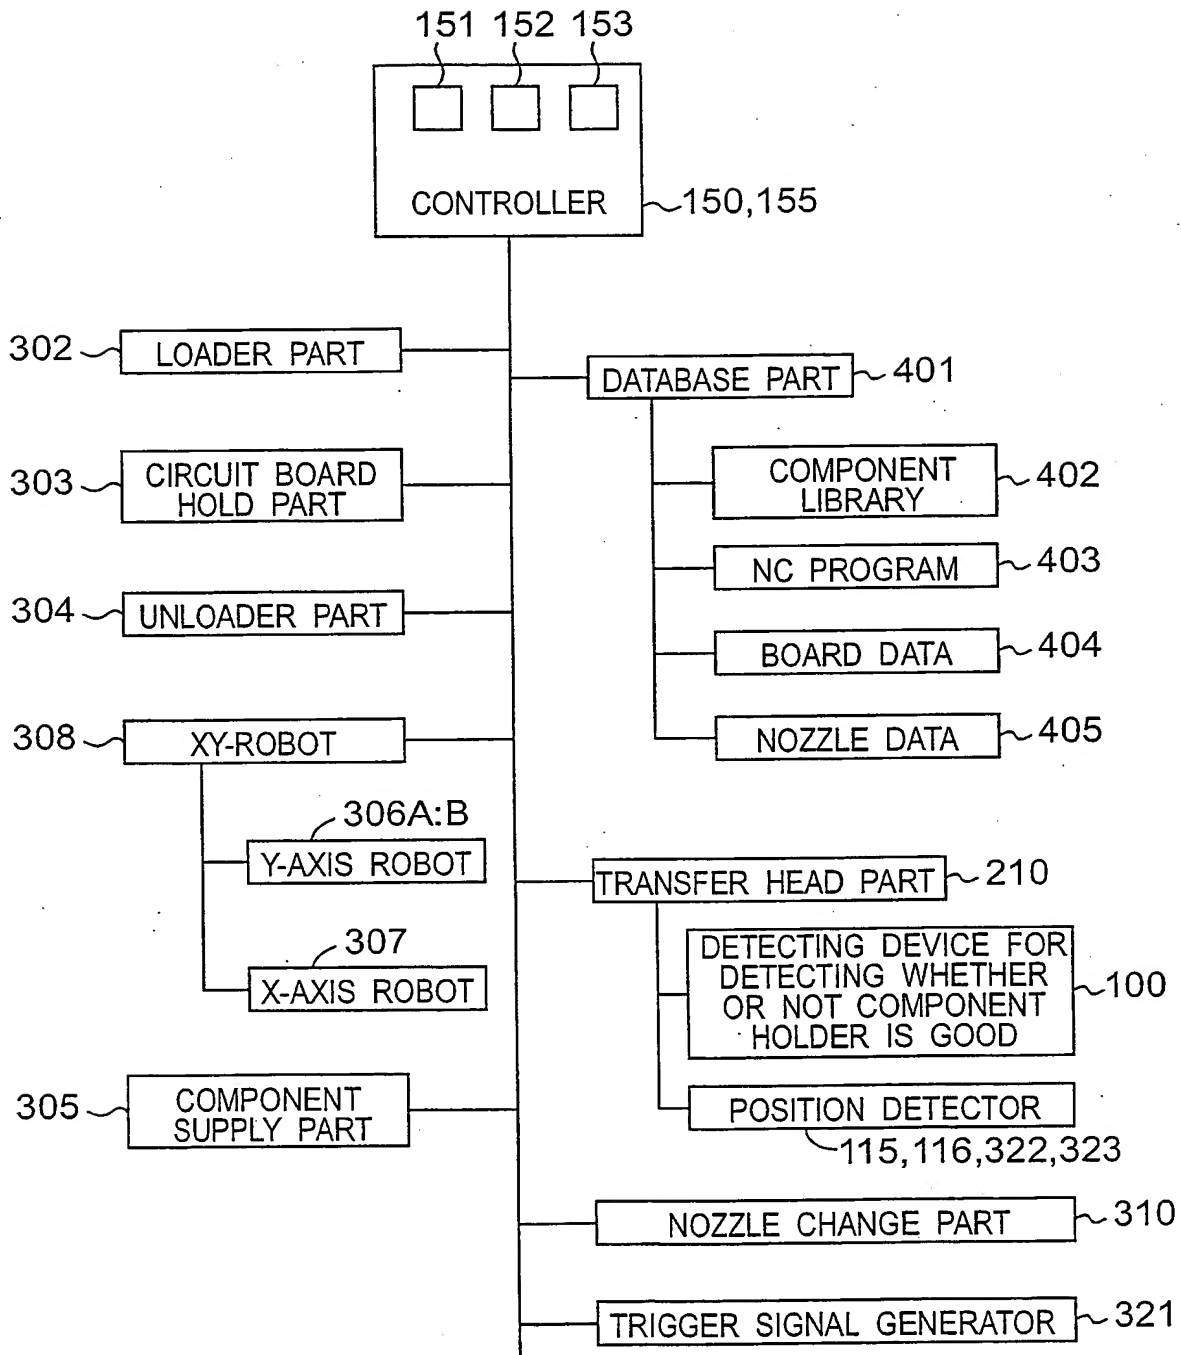 151 152 153
CONTROLLER
150,155
302
LOADER PART
DATABASE PART
401
303
CIRCUIT BOARD
HOLD PART
COMPONENT
LIBRARY
402
NC PROGRAM
403
304
UNLOADER PART
BOARD DATA
404
308
XY-ROBOT
NOZZLE DATA
405
306A:B
Y-AXIS ROBOT
307
X-AXIS ROBOT
TRANSFER HEAD PART
210
DETECTING DEVICE FOR
DETECTING WHETHER
OR NOT COMPONENT
HOLDER IS GOOD
100
305
COMPONENT
SUPPLY PART
POSITION DETECTOR
115,116,322,323
NOZZLE CHANGE PART
310
TRIGGER SIGNAL GENERATOR
321